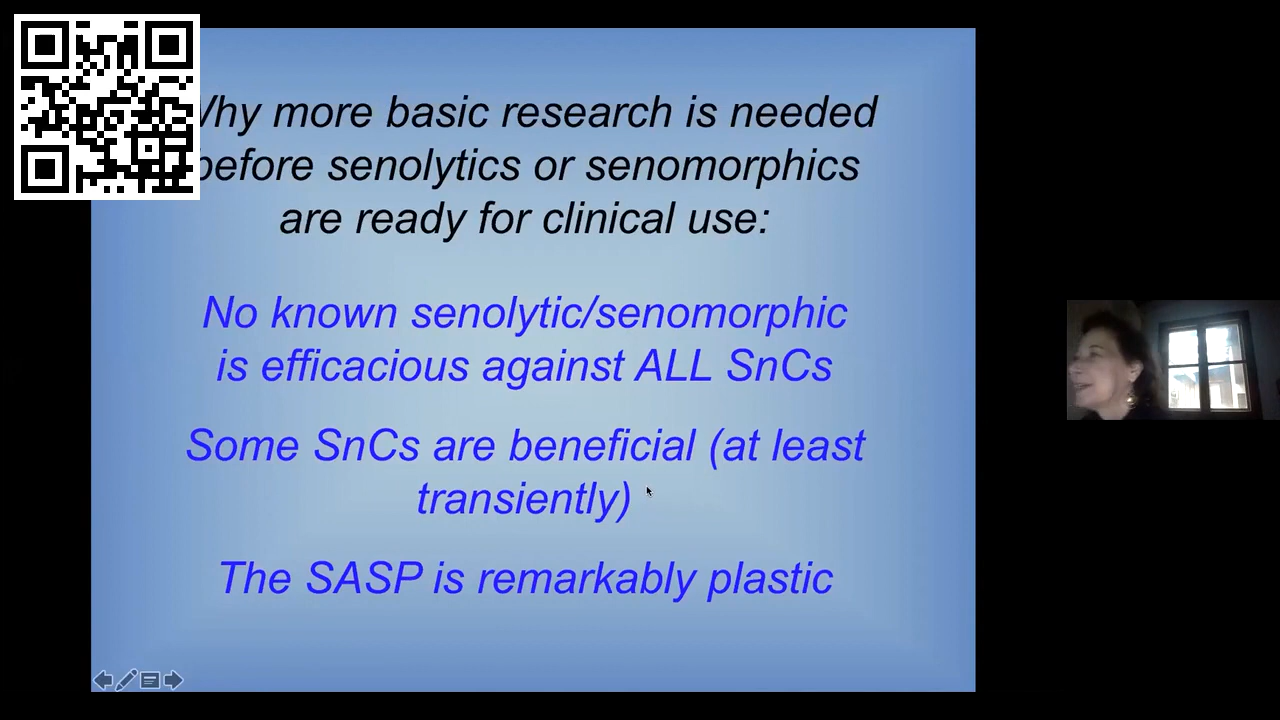 hy more basic research is needed
before senolytics or senomorphics
are ready for clinical use:
No known senolytic/senomorphic
is efficacious against ALL SnCs
Some SnCs are beneficial (at least
transiently)
The SASP is remarkably plastic